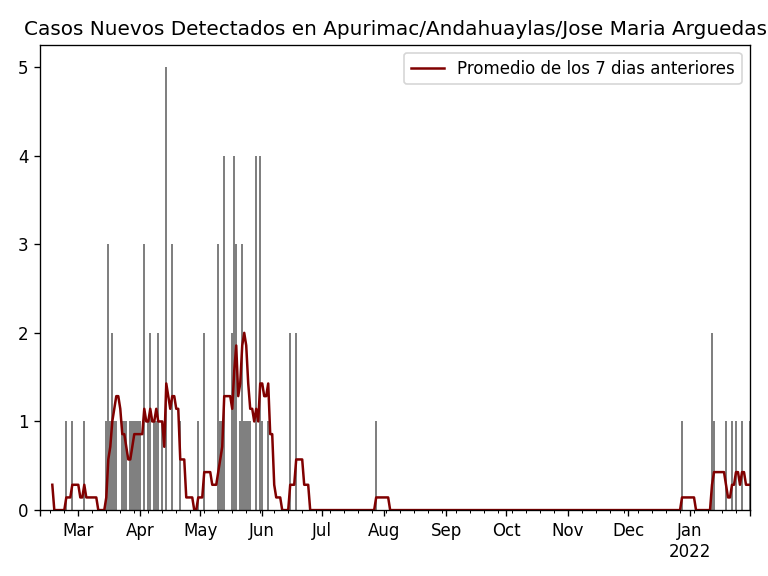 Casos Nuevos Detectados en Apurimac/Andahuaylas/Jose Maria Arguedas
Promedio de los 7 dias anteriores
5
4
3
2
1
0
Mar Apr May Jun Jul Aug Sep Oct Nov Dec Jan
2022